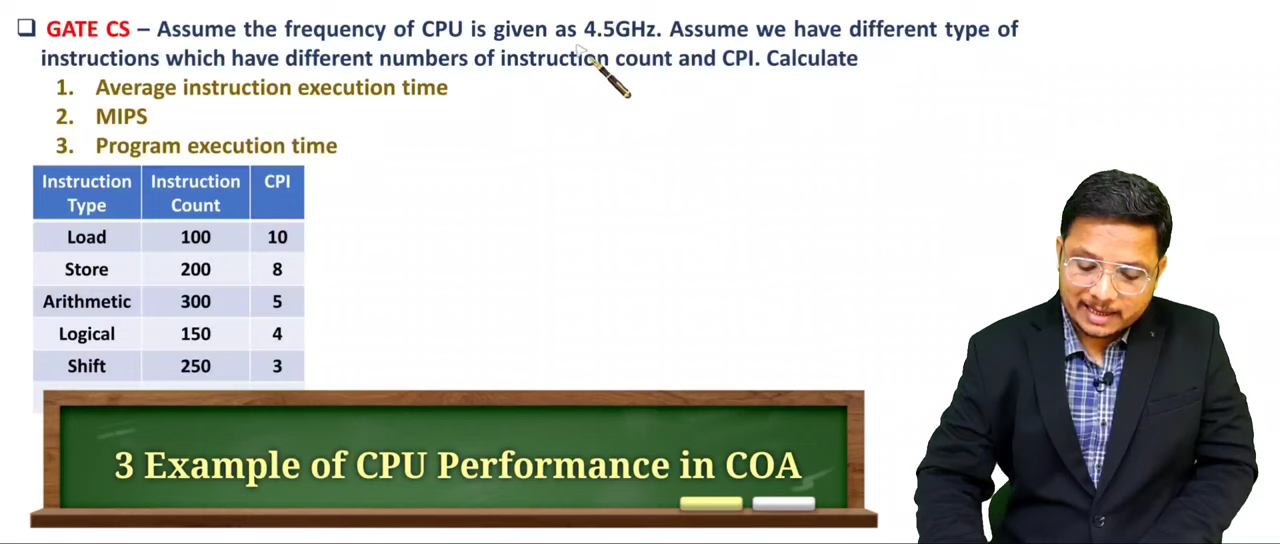 GATE CS – Assume the frequency of CPU is given as 4.5GHz. Assume we have different type of
instructions which have different numbers of instruction count and CPI. Calculate
1. Average instruction execution time
2. MIPS
3. Program execution time
Instruction Type Instruction Count CPI
Load 100 10
Store 200 8
Arithmetic 300 5
Logical 150 4
Shift 250 3
3 Example of CPU Performance in COA